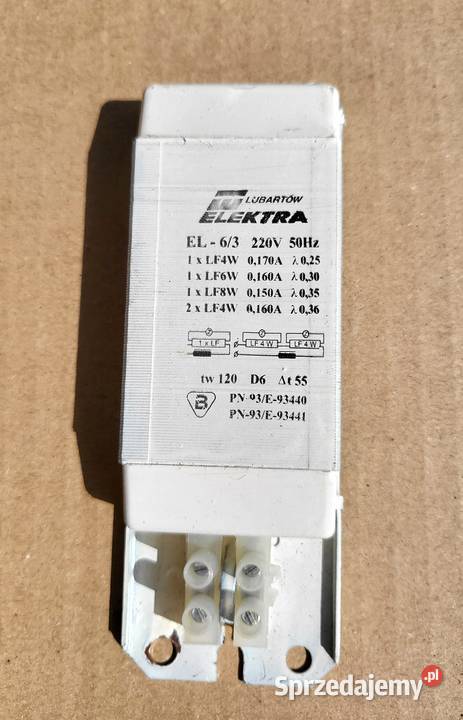 LUBARTÓW
ELEKTRA
EL - 6/3 220V 50Hz
1 x LF4W 0,170A λ 0,25
1 x LF6W 0,160A λ 0,30
1 x LF8W 0,150A λ 0,35
2 x LF4W 0,160A λ 0,36
1 x LF LF 4 W LF 4 W
tw 120 D6 Δt 55
B PN-93/E-93440
PN-93/E-93441
Sprzedajemy.pl